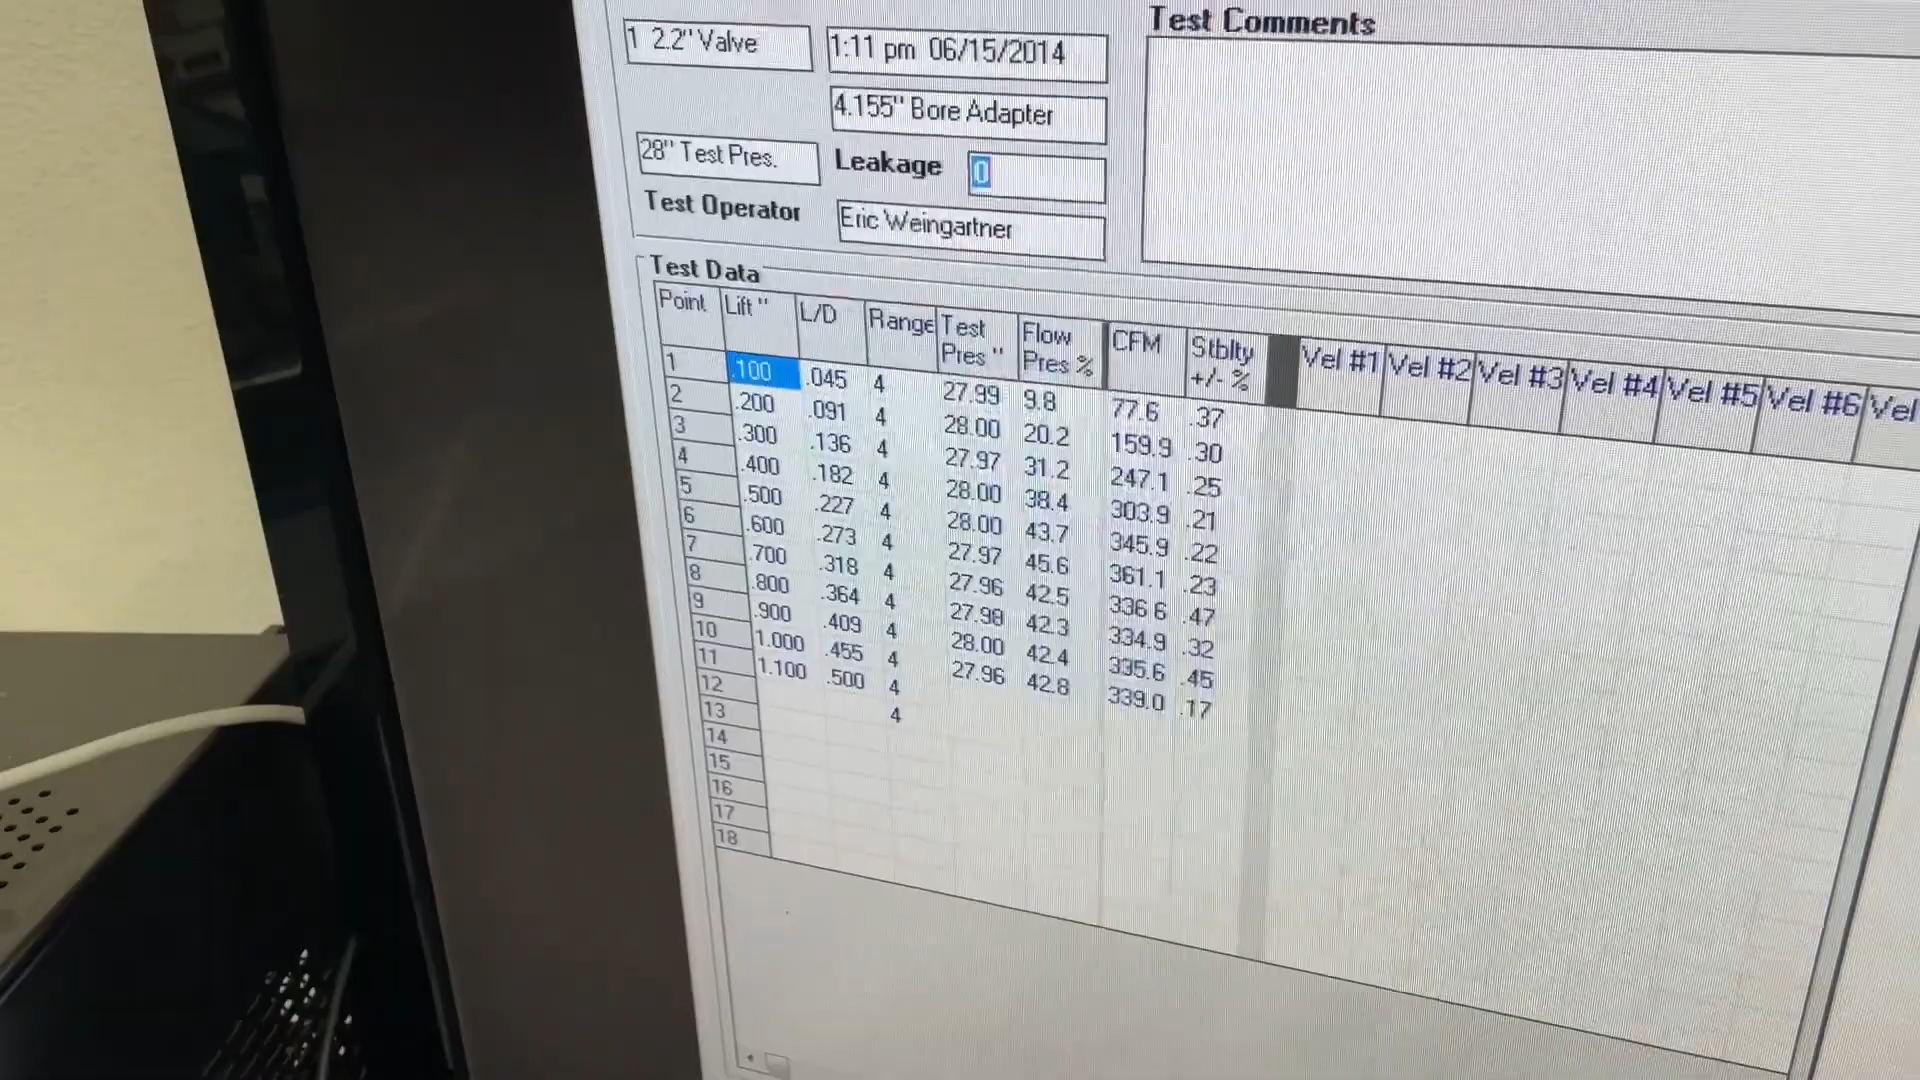 Test Comments
1 2.2" Valve
1:11 pm 06/15/2014
4.155" Bore Adapter
28" Test Pres.
Leakage 0
Test Operator
Eric Weingartner
Test Data
Point Lift " L/D Range Test Pres " Flow Pres % CFM Stblty +/- % Vel #1 Vel #2 Vel #3 Vel #4 Vel #5 Vel #6 Vel
1 .100 .045 4 27.99 9.8 77.6 .37
2 .200 .091 4 28.00 20.2 159.9 .30
3 .300 .136 4 27.97 31.2 247.1 .25
4 .400 .182 4 28.00 38.4 303.9 .21
5 .500 .227 4 28.00 43.7 345.9 .22
6 .600 .273 4 27.97 45.6 361.1 .23
7 .700 .318 4 27.96 42.5 336.6 .47
8 .800 .364 4 27.98 42.3 334.9 .32
9 .900 .409 4 28.00 42.4 335.6 .45
10 1.000 .455 4 27.96 42.8 339.0 .17
11 1.100 .500 4
12 4
13
14
15
16
17
18